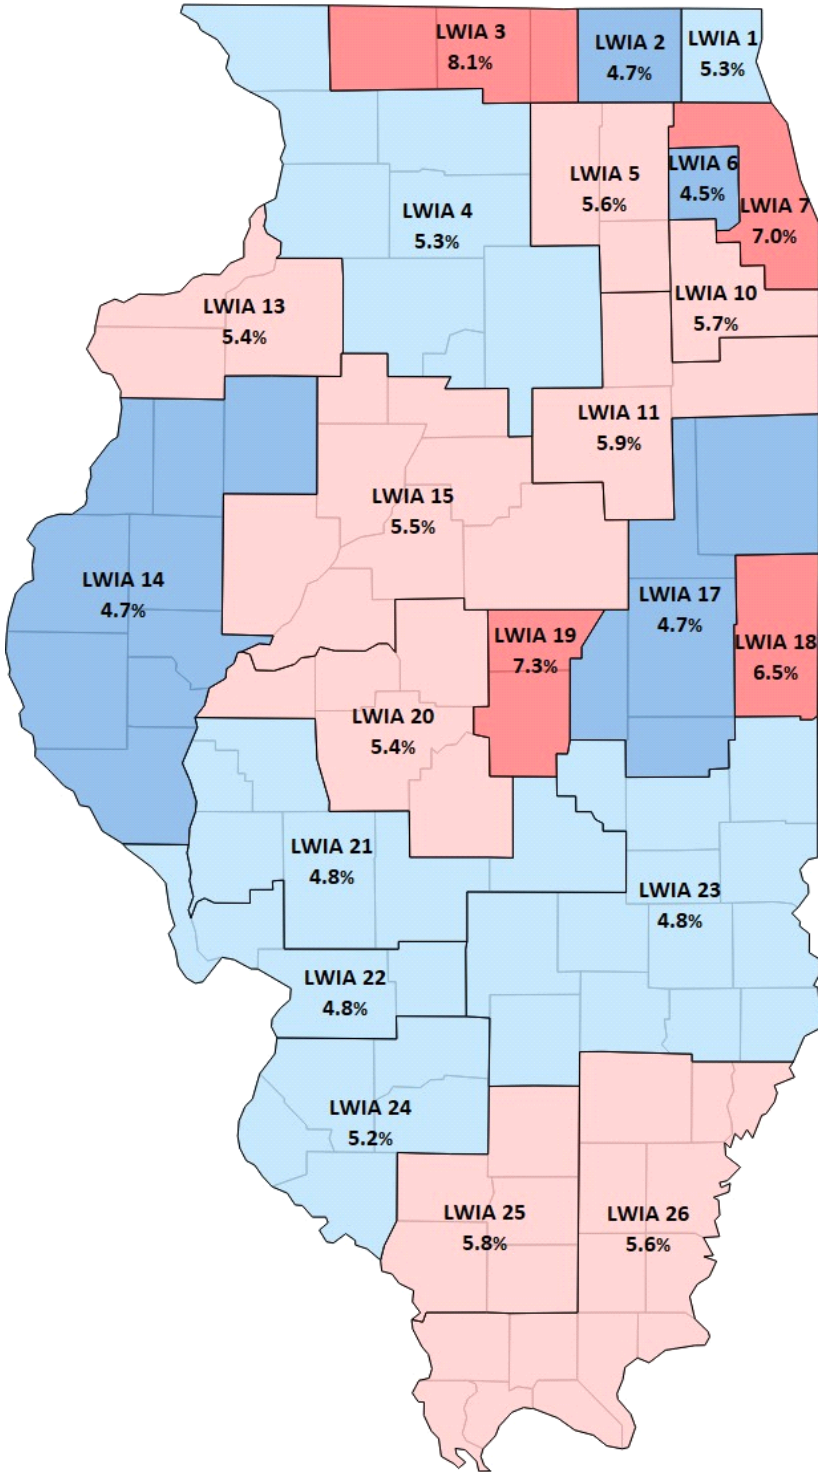 LWIA 3
8.1%
LWIA 2
4.7%
LWIA 1
5.3%
LWIA 5
5.6%
LWIA 6
4.5%
LWIA 7
7.0%
LWIA 4
5.3%
LWIA 10
5.7%
LWIA 13
5.4%
LWIA 11
5.9%
LWIA 15
5.5%
LWIA 14
4.7%
LWIA 17
4.7%
LWIA 19
7.3%
LWIA 18
6.5%
LWIA 20
5.4%
LWIA 21
4.8%
LWIA 23
4.8%
LWIA 22
4.8%
LWIA 24
5.2%
LWIA 25
5.8%
LWIA 26
5.6%